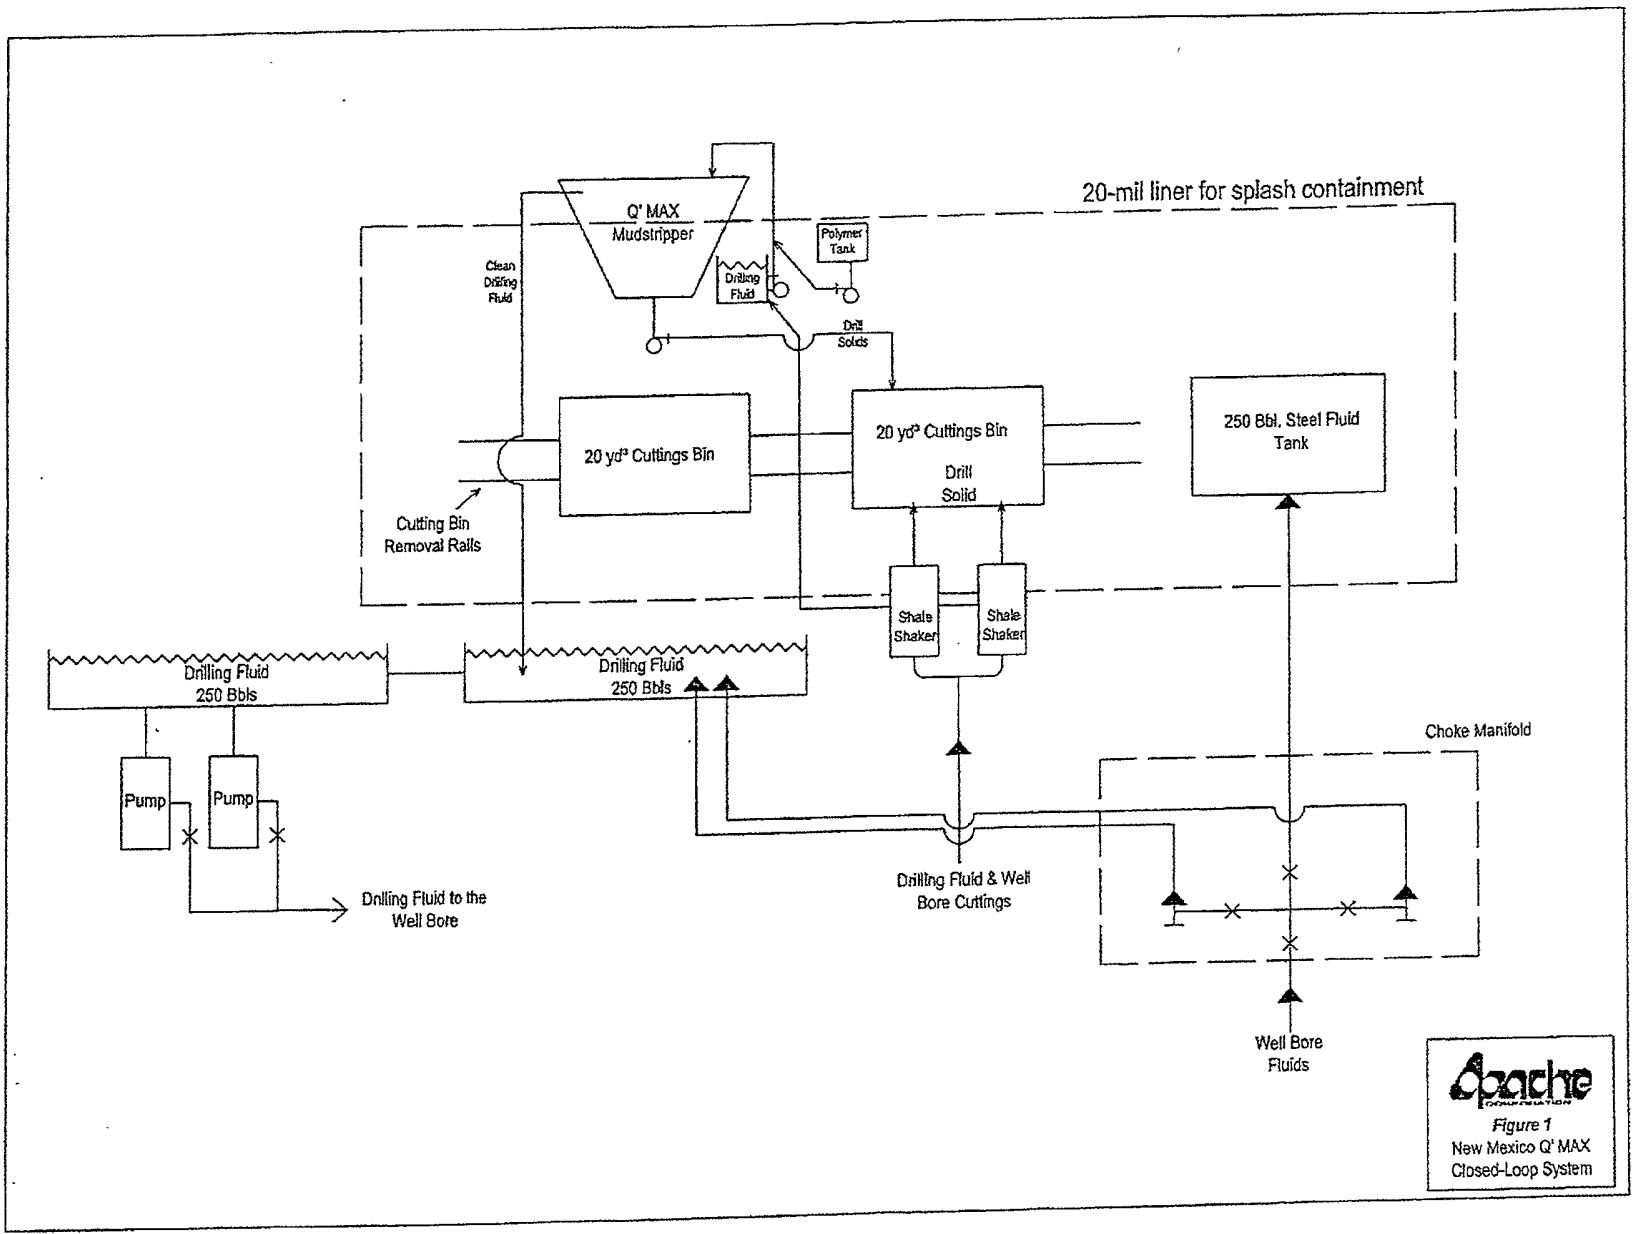 20-mil liner for splash containment
Q' MAX
Mudstripper
Polymer
Tank
Clean
Drilling
Fluid
Drilling
Fluid
Drill
Solids
20 yd³ Cuttings Bin
20 yd³ Cuttings Bin
Drill
Solid
250 Bbl. Steel Fluid
Tank
Cutting Bin
Removal Rails
Shale
Shaker
Shale
Shaker
Drilling Fluid
250 Bbls
Drilling Fluid
250 Bbls
Choke Manifold
Pump
Pump
Drilling Fluid to the
Well Bore
Drilling Fluid & Well
Bore Cuttings
Well Bore
Fluids
Apache
CORPORATION
Figure 1
New Mexico Q' MAX
Closed-Loop System